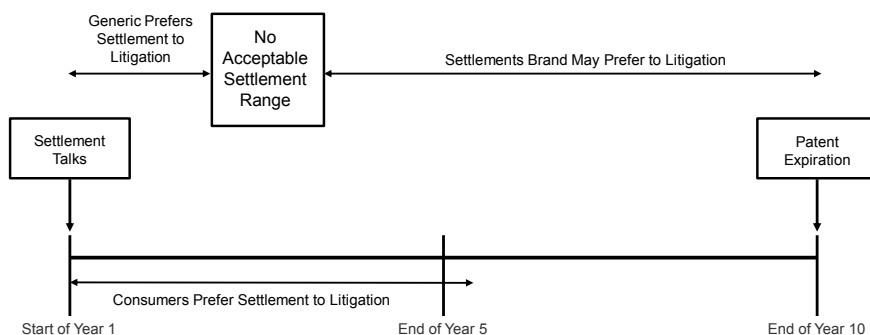 Generic Prefers
Settlement to
Litigation
No
Acceptable
Settlement
Range
Settlements Brand May Prefer to Litigation
Settlement
Talks
Patent
Expiration
Consumers Prefer Settlement to Litigation
Start of Year 1
End of Year 5
End of Year 10